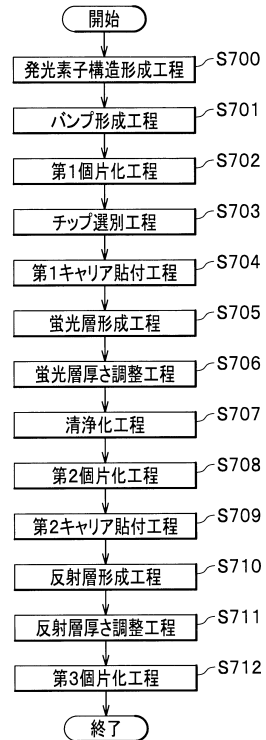 開始
発光素子構造形成工程 S700
バンプ形成工程 S701
第1個片化工程 S702
チップ選別工程 S703
第1キャリア貼付工程 S704
蛍光層形成工程 S705
蛍光層厚さ調整工程 S706
清浄化工程 S707
第2個片化工程 S708
第2キャリア貼付工程 S709
反射層形成工程 S710
反射層厚さ調整工程 S711
第3個片化工程 S712
終了